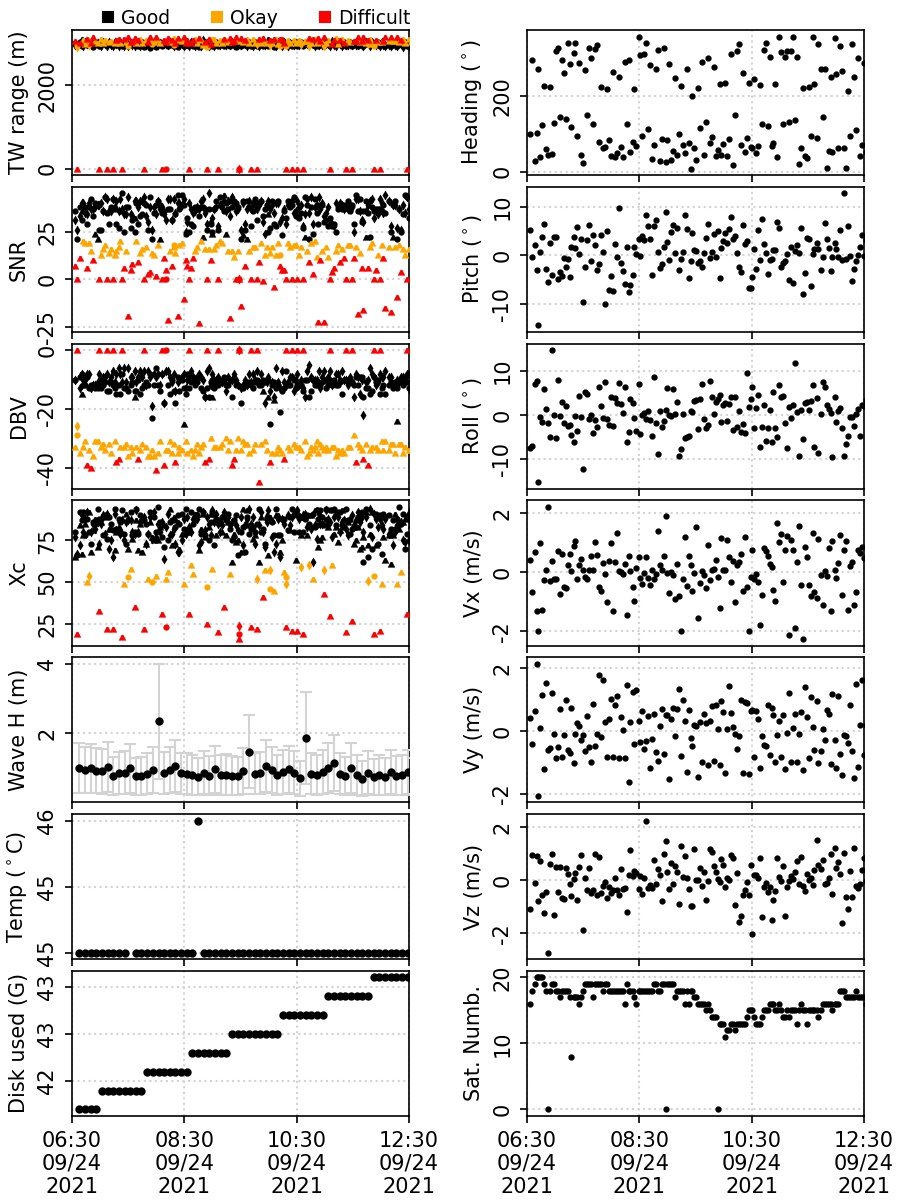 Good Okay Difficult
TW range (m)
2000
0
SNR
25
0
-25
DBV
0
-20
-40
Xc
75
50
25
Wave H (m)
4
2
Temp (°C)
46
45
45
Disk used (G)
43
43
42
06:30 08:30 10:30 12:30
09/24 09/24 09/24 09/24
2021 2021 2021 2021
Heading (°)
200
0
Pitch (°)
10
0
-10
Roll (°)
10
0
-10
Vx (m/s)
2
0
-2
Vy (m/s)
2
0
-2
Vz (m/s)
2
0
-2
Sat. Numb.
20
10
0
06:30 08:30 10:30 12:30
09/24 09/24 09/24 09/24
2021 2021 2021 2021